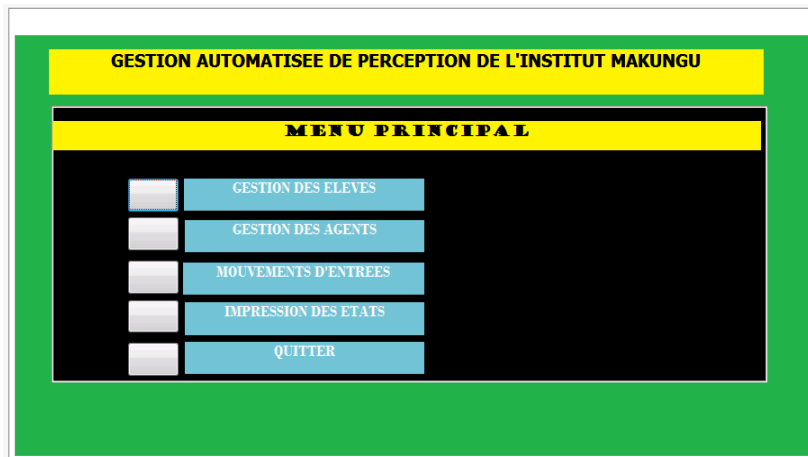 GESTION AUTOMATISEE DE PERCEPTION DE L'INSTITUT MAKUNGU
MENU PRINCIPAL
GESTION DES ELEVES
GESTION DES AGENTS
MOUVEMENTS D'ENTREES
IMPRESSION DES ETATS
QUITTER